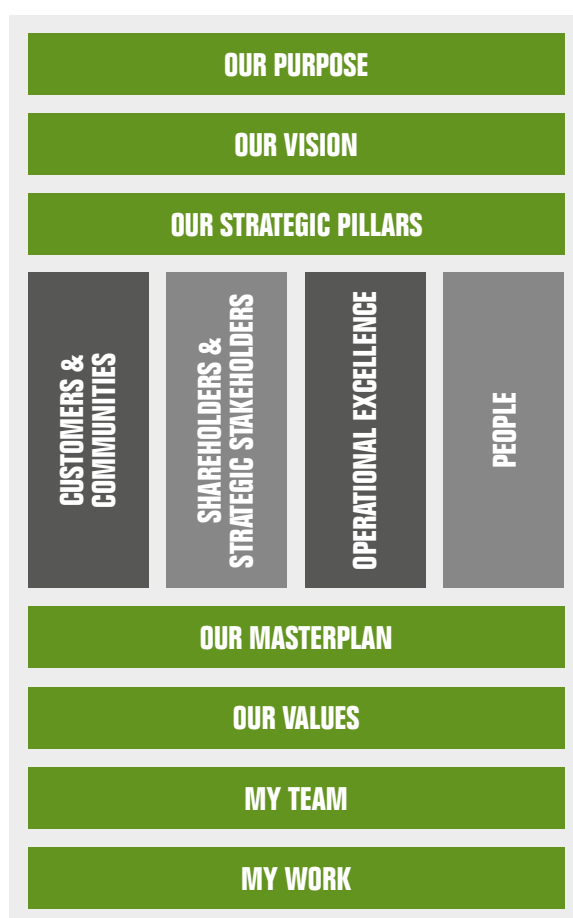 OUR PURPOSE
OUR VISION
OUR STRATEGIC PILLARS
CUSTOMERS &
COMMUNITIES
SHAREHOLDERS &
STRATEGIC STAKEHOLDERS
OPERATIONAL EXCELLENCE
PEOPLE
OUR MASTERPLAN
OUR VALUES
MY TEAM
MY WORK